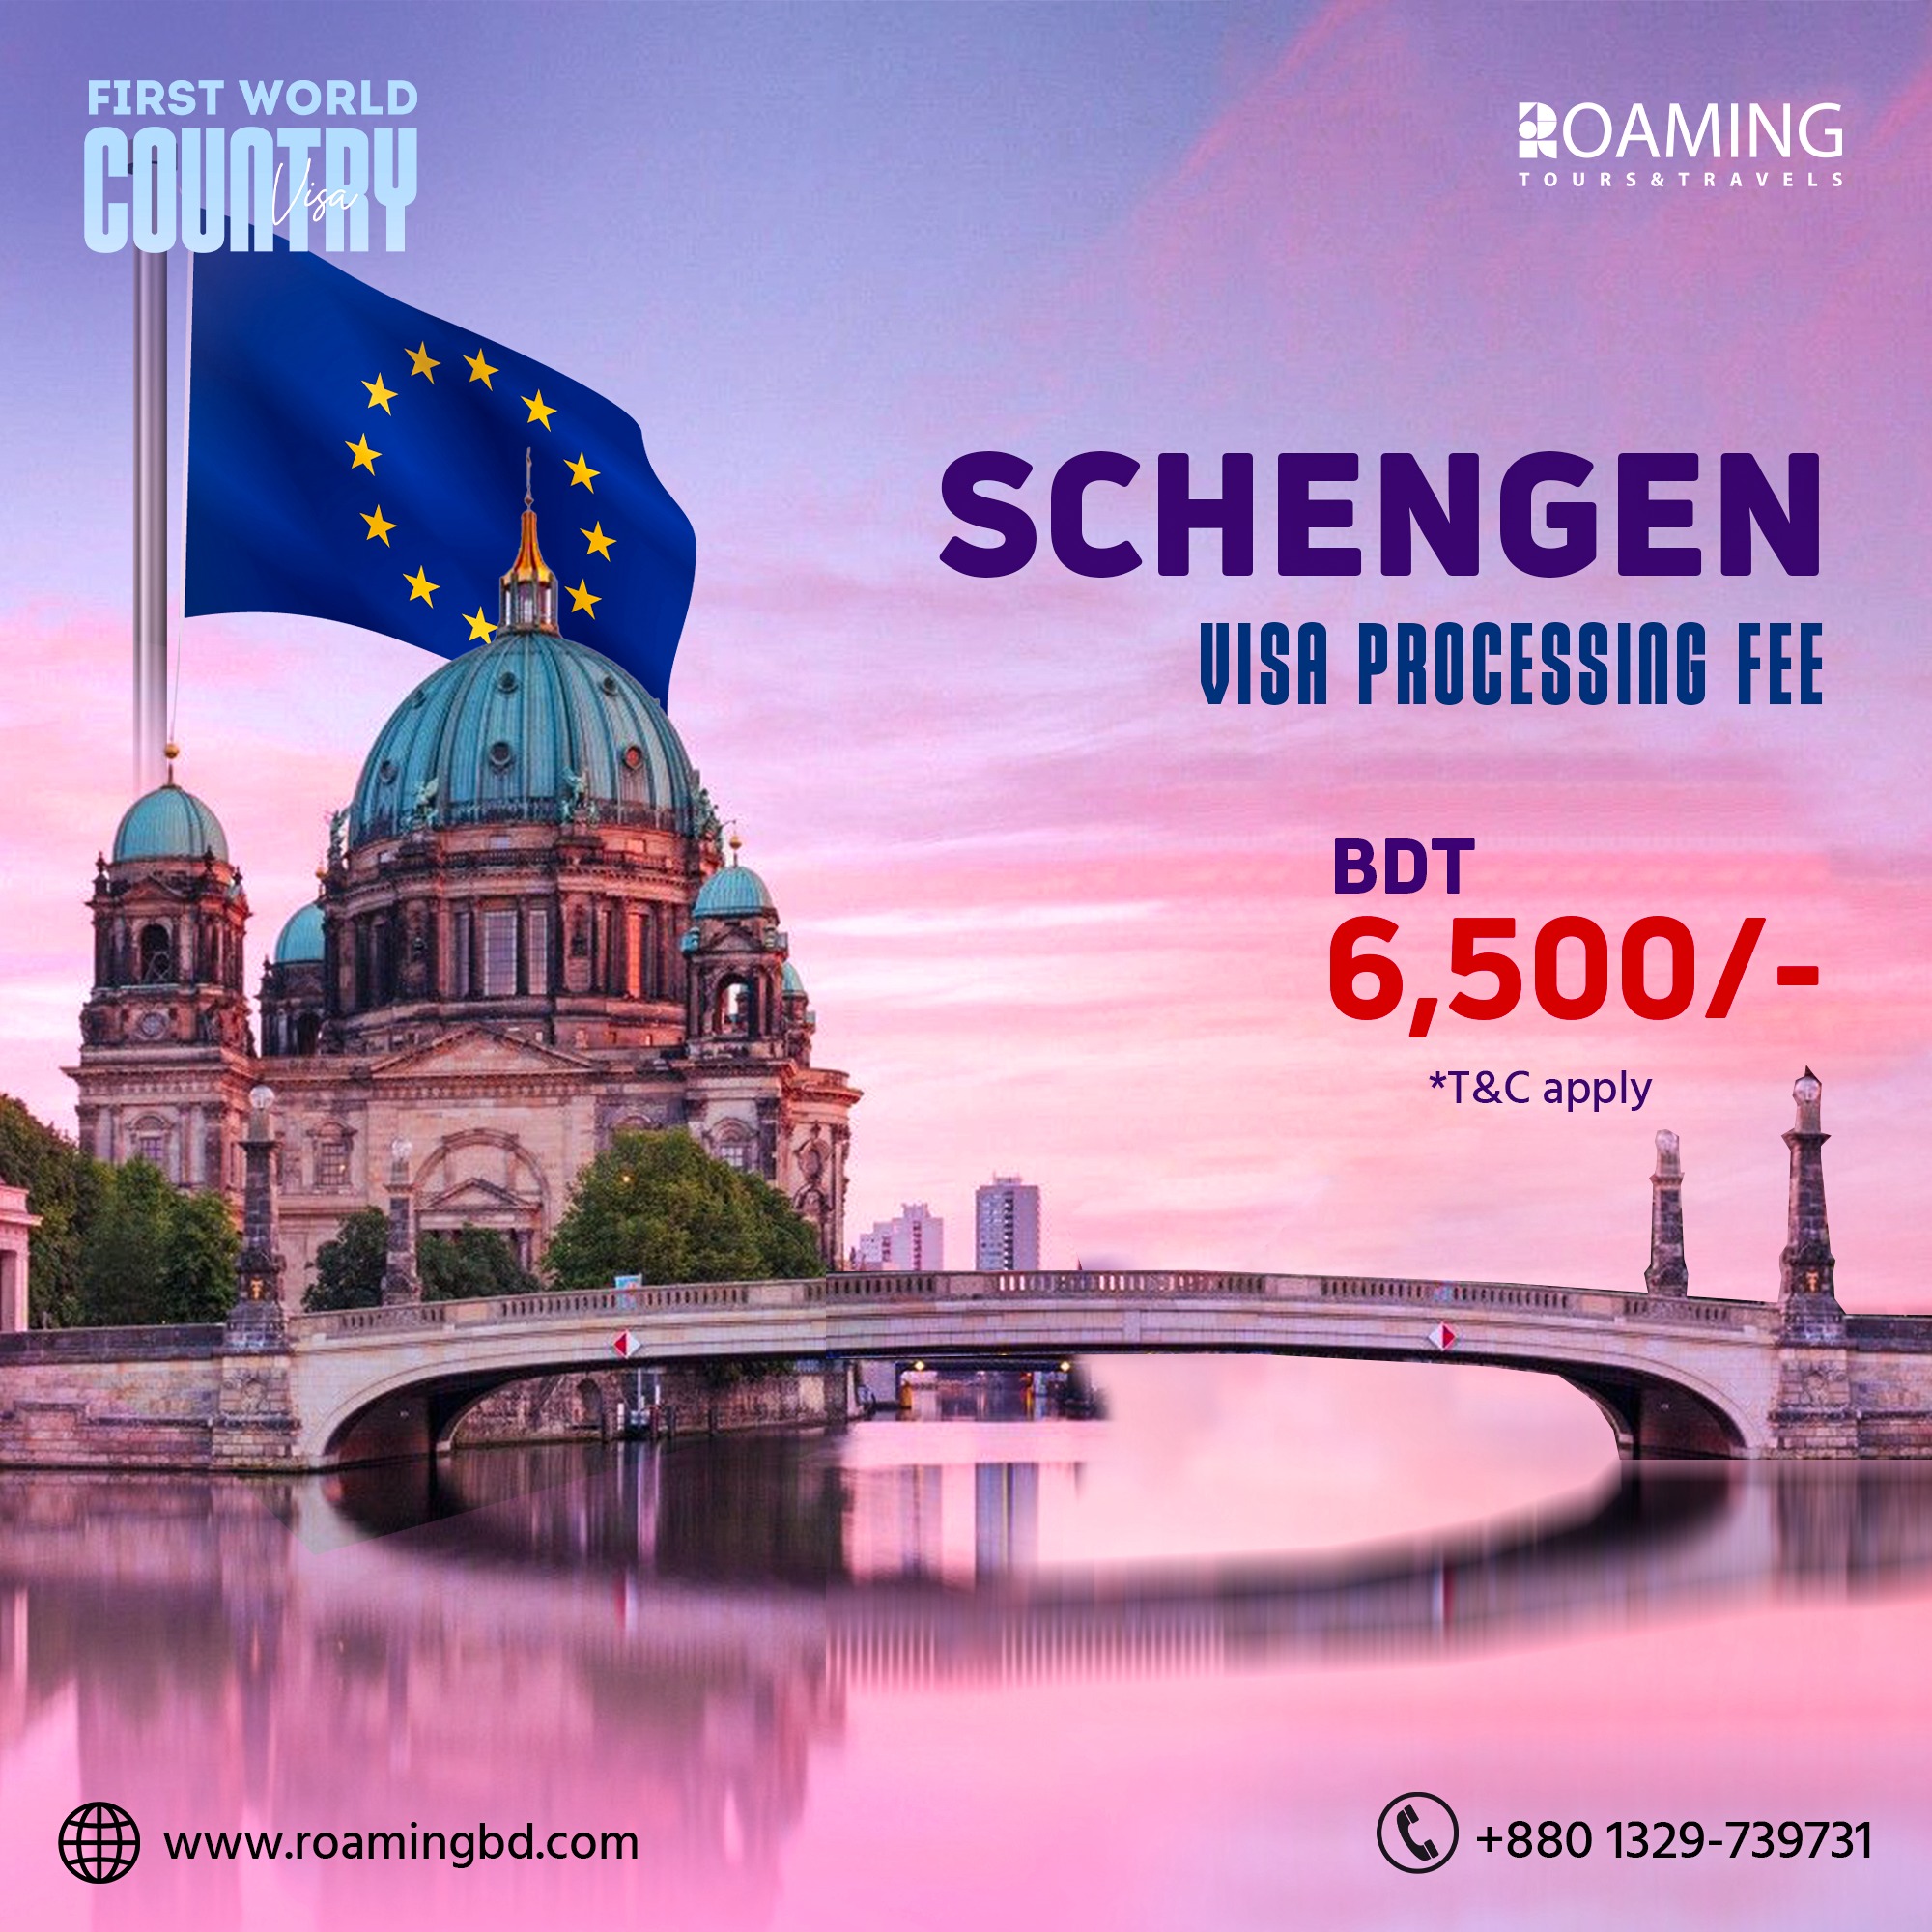 FIRST WORLD
COUNTRY
Visa
ROAMING
TOURS&TRAVELS
SCHENGEN
VISA PROCESSING FEE
BDT
6,500/-
*T&C apply
www.roamingbd.com
+880 1329-739731